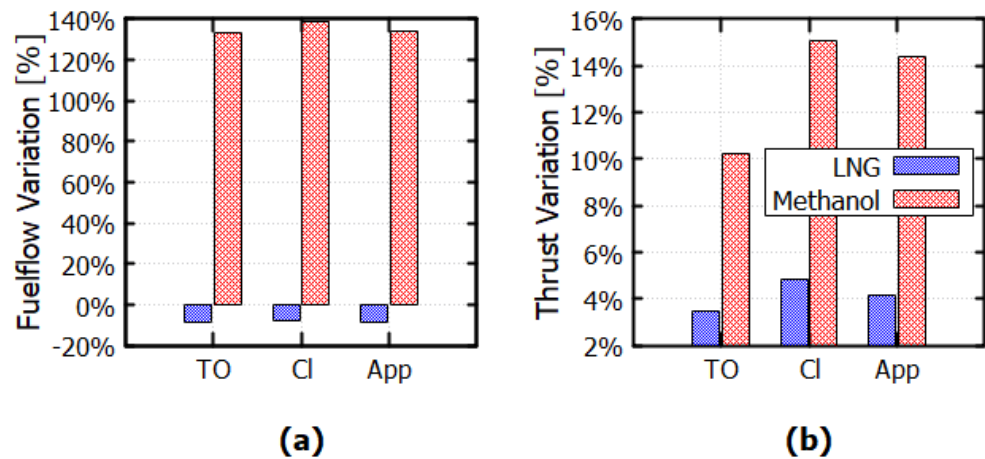 Fuelflow Variation [%]
140%
120%
100%
80%
60%
40%
20%
0%
-20%
TO Cl App
(a)
Thrust Variation [%]
16%
14%
12%
10%
8%
6%
4%
2%
LNG
Methanol
TO Cl App
(b)